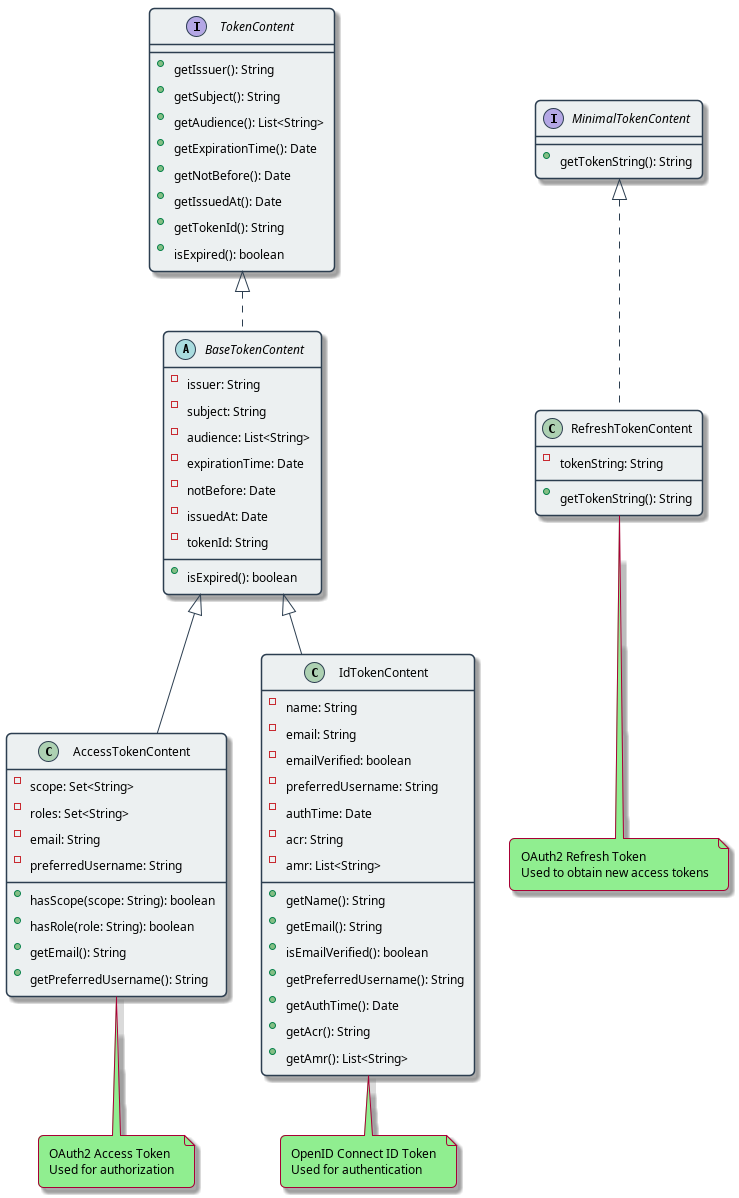 I TokenContent
getIssuer(): String
getSubject(): String
getAudience(): List<String>
getExpirationTime(): Date
getNotBefore(): Date
getIssuedAt(): Date
getTokenId(): String
isExpired(): boolean
I MinimalTokenContent
getTokenString(): String
A BaseTokenContent
issuer: String
subject: String
audience: List<String>
expirationTime: Date
notBefore: Date
issuedAt: Date
tokenId: String
isExpired(): boolean
C RefreshTokenContent
tokenString: String
getTokenString(): String
C AccessTokenContent
scope: Set<String>
roles: Set<String>
email: String
preferredUsername: String
hasScope(scope: String): boolean
hasRole(role: String): boolean
getEmail(): String
getPreferredUsername(): String
C IdTokenContent
name: String
email: String
emailVerified: boolean
preferredUsername: String
authTime: Date
acr: String
amr: List<String>
getName(): String
getEmail(): String
isEmailVerified(): boolean
getPreferredUsername(): String
getAuthTime(): Date
getAcr(): String
getAmr(): List<String>
OAuth2 Refresh Token
Used to obtain new access tokens
OAuth2 Access Token
Used for authorization
OpenID Connect ID Token
Used for authentication